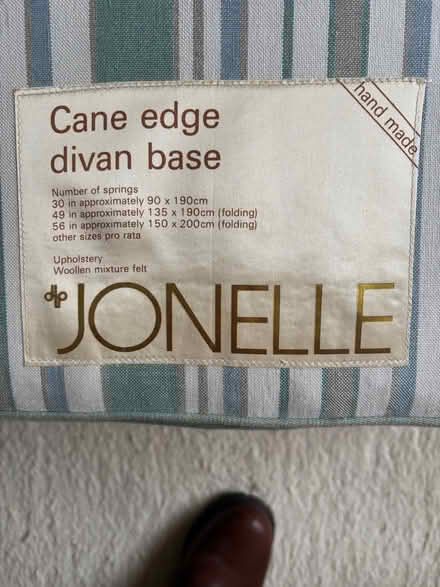 Cane edge
divan base
hand made
Number of springs
30 in approximately 90 x 190cm
49 in approximately 135 x 190cm (folding)
56 in approximately 150 x 200cm (folding)
other sizes pro rata
Upholstery
Woollen mixture felt
JONELLE